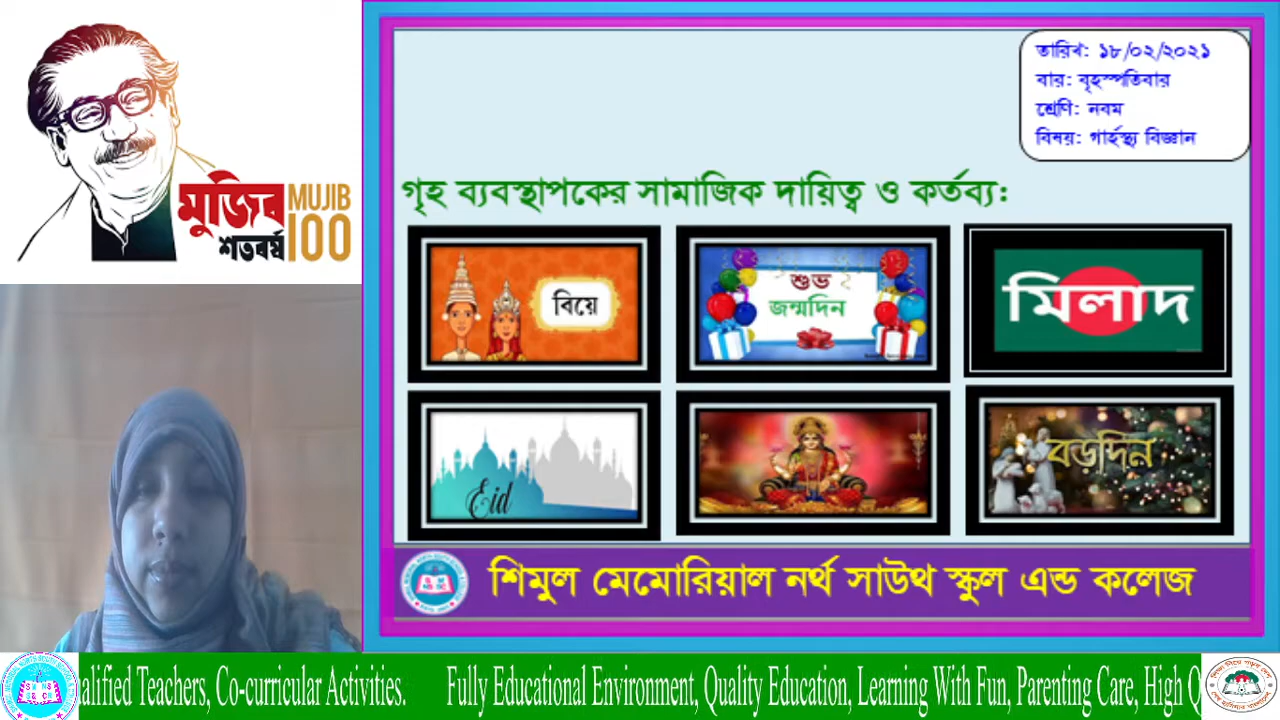 তারিখ: ১৮/০২/২০২১
বার: বৃহস্পতিবার
শ্রেণি: নবম
বিষয়: গার্হস্থ্য বিজ্ঞান
গৃহ ব্যবস্থাপকের সামাজিক দায়িত্ব ও কর্তব্য:
মুজিব
শতবর্ষ
MUJIB
100
বিয়ে
শুভ
জন্মদিন
মিলাদ
Eid
বড়দিন
শিমুল মেমোরিয়াল নর্থ সাউথ স্কুল এন্ড কলেজ
alified Teachers, Co-curricular Activities. Fully Educational Environment, Quality Education, Learning With Fun, Parenting Care, High Q